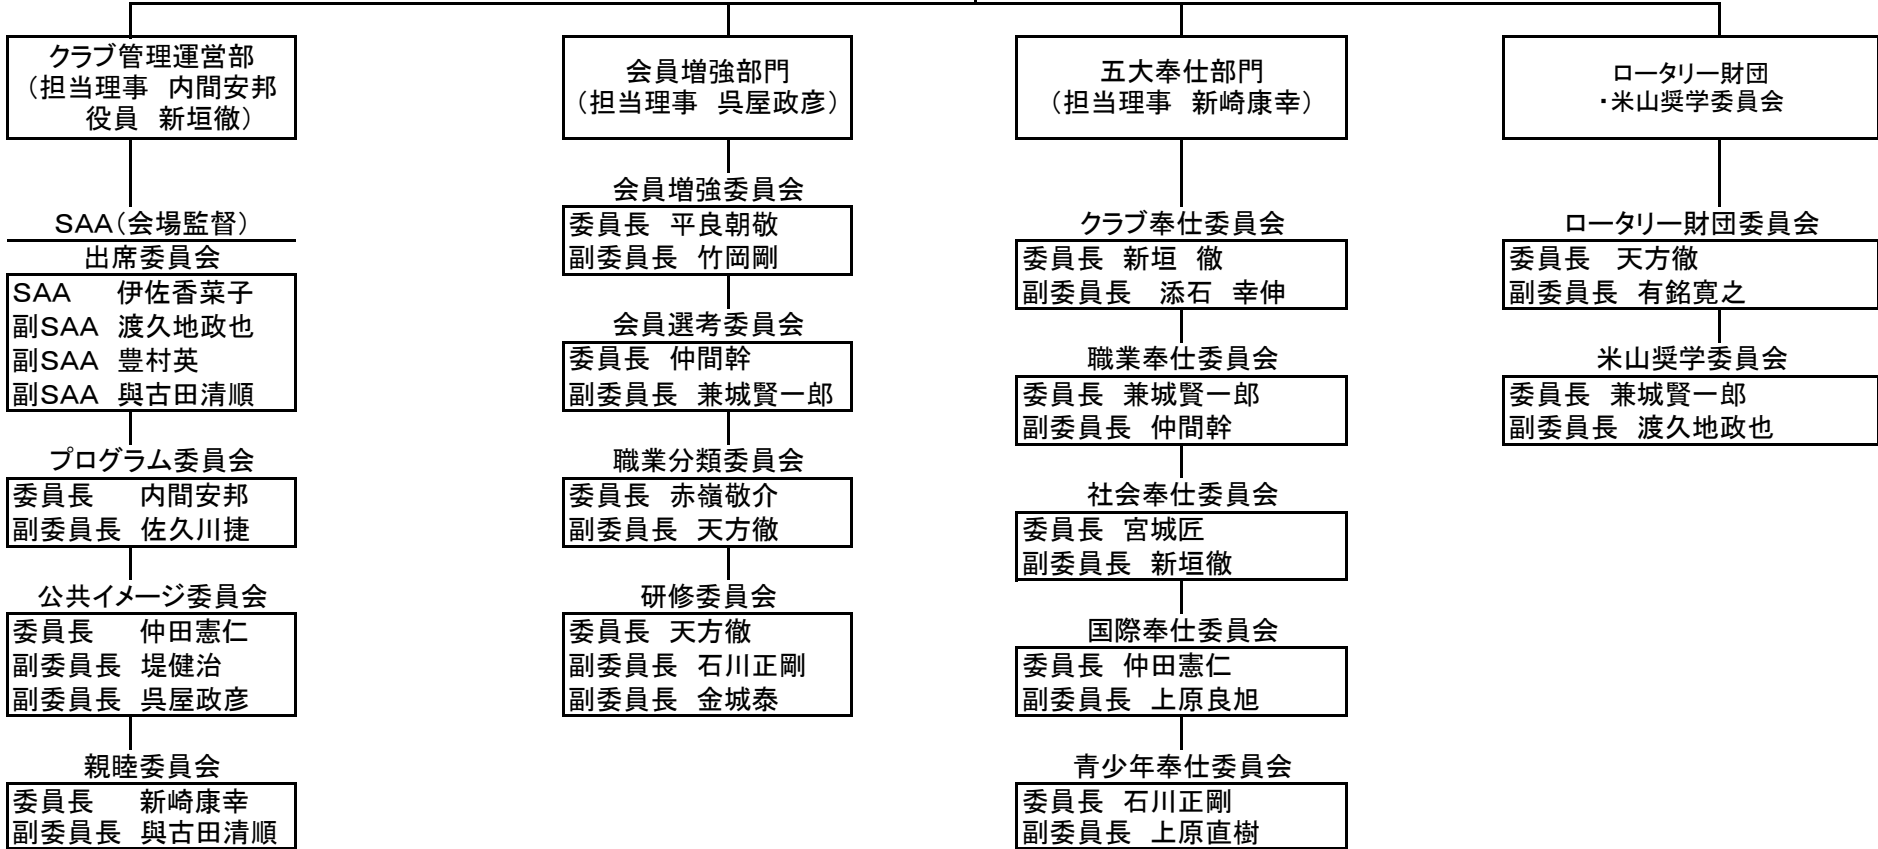 クラブ管理運営部
（担当理事　内間安邦
役員　新垣徹）
SAA（会場監督）
出席委員会
SAA　伊佐香菜子
副SAA　渡久地政也
副SAA　豊村英
副SAA　與古田清順
プログラム委員会
委員長　内間安邦
副委員長　佐久川捷
公共イメージ委員会
委員長　仲田憲仁
副委員長　堤健治
副委員長　呉屋政彦
親睦委員会
委員長　新崎康幸
副委員長　與古田清順
会員増強部門
（担当理事　呉屋政彦）
会員増強委員会
委員長　平良朝敬
副委員長　竹岡剛
会員選考委員会
委員長　仲間幹
副委員長　兼城賢一郎
職業分類委員会
委員長　赤嶺敬介
副委員長　天方徹
研修委員会
委員長　天方徹
副委員長　石川正剛
副委員長　金城泰
五大奉仕部門
（担当理事　新崎康幸）
クラブ奉仕委員会
委員長　新垣　徹
副委員長　添石　幸伸
職業奉仕委員会
委員長　兼城賢一郎
副委員長　仲間幹
社会奉仕委員会
委員長　宮城匠
副委員長　新垣徹
国際奉仕委員会
委員長　仲田憲仁
副委員長　上原良旭
青少年奉仕委員会
委員長　石川正剛
副委員長　上原直樹
ロータリー財団
・米山奨学委員会
ロータリー財団委員会
委員長　天方徹
副委員長　有銘寛之
米山奨学委員会
委員長　兼城賢一郎
副委員長　渡久地政也